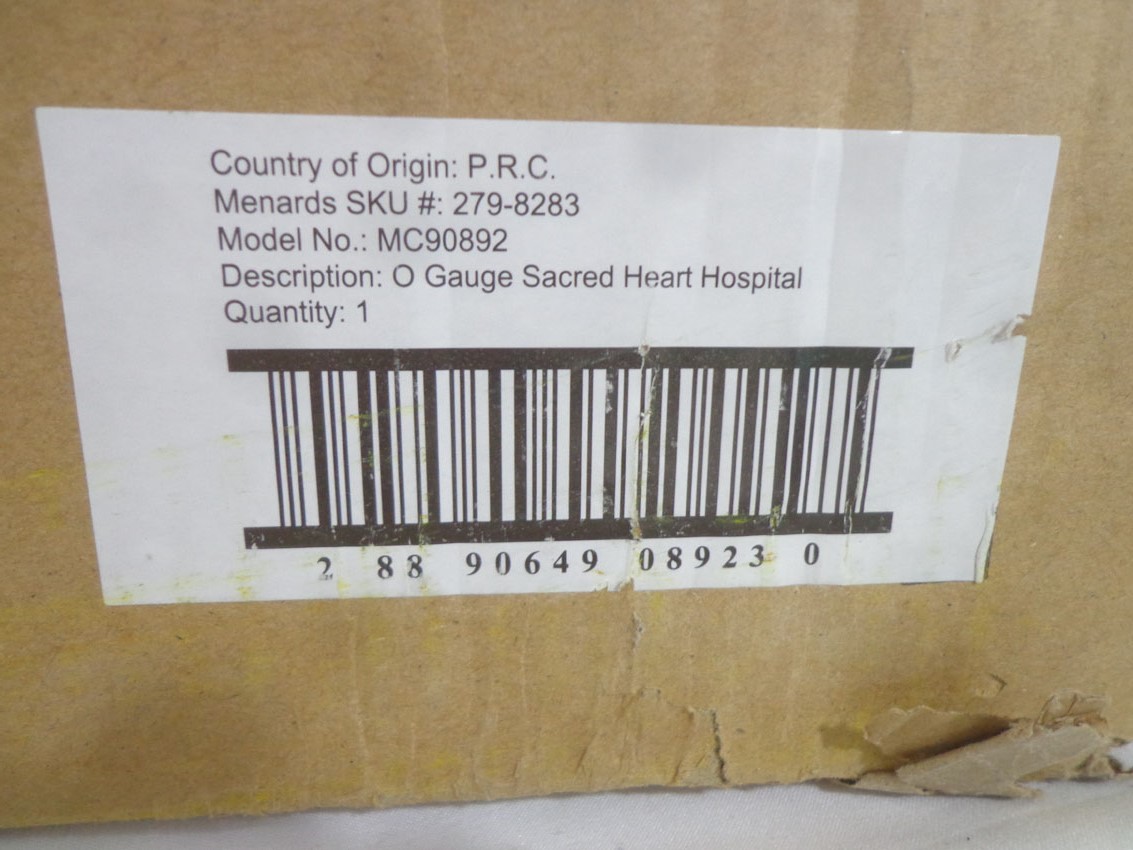 Country of Origin: P.R.C.
Menards SKU #: 279-8283
Model No.: MC90892
Description: O Gauge Sacred Heart Hospital
Quantity: 1
2 88 90649 08923 0